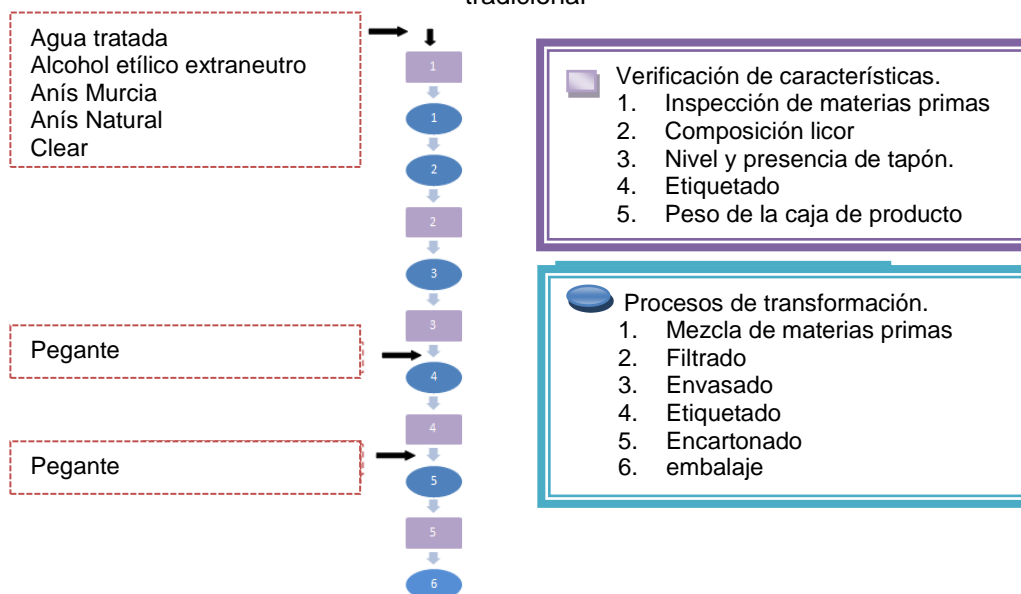 tradicional
Agua tratada
Alcohol etílico extraneutro
Anís Murcia
Anís Natural
Clear
1
1
2
2
3
3
Pegante
4
4
Pegante
5
5
6
Verificación de características.
1. Inspección de materias primas
2. Composición licor
3. Nivel y presencia de tapón.
4. Etiquetado
5. Peso de la caja de producto
Procesos de transformación.
1. Mezcla de materias primas
2. Filtrado
3. Envasado
4. Etiquetado
5. Encartonado
6. embalaje